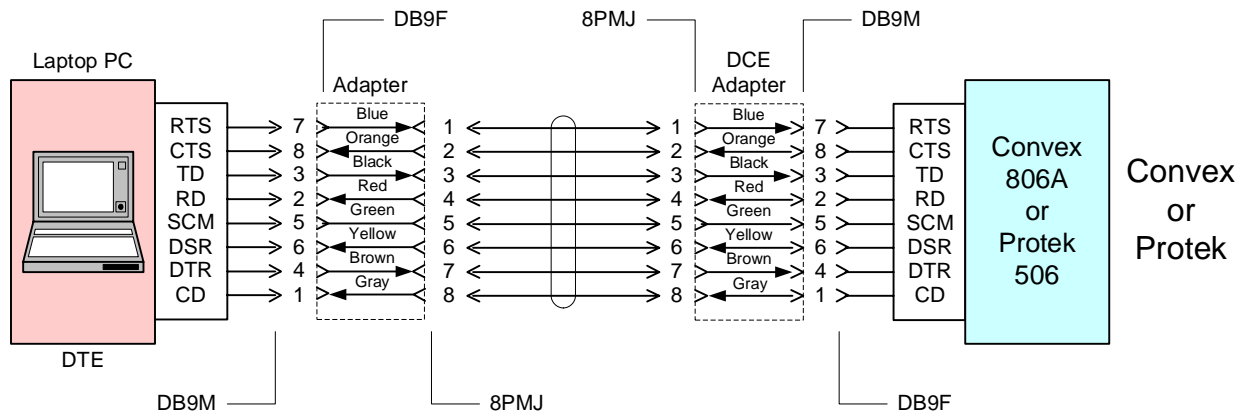 DB9F 8PMJ DB9M
Laptop PC Adapter DCE
Adapter
RTS 7 Blue 1 1 Blue 7 RTS
CTS 8 Orange 2 2 Orange 8 CTS
TD 3 Black 3 3 Black 3 TD
RD 2 Red 4 4 Red 2 RD
SCM 5 Green 5 5 Green 5 SCM
DSR 6 Yellow 6 6 Yellow 6 DSR
DTR 4 Brown 7 7 Brown 4 DTR
CD 1 Gray 8 8 Gray 1 CD
Convex
806A
or
Protek
506
Convex
or
Protek
DTE
DB9M 8PMJ DB9F